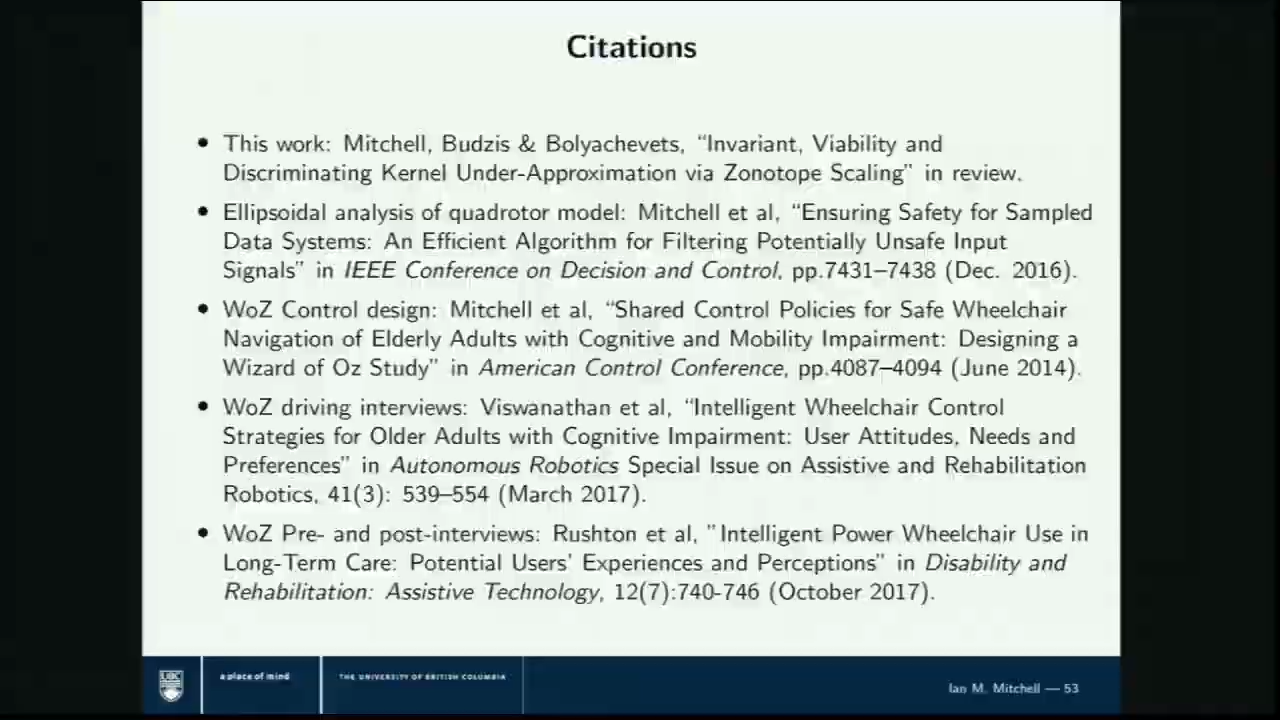 Citations
• This work: Mitchell, Budzis & Bolyachevets, “Invariant, Viability and
Discriminating Kernel Under-Approximation via Zonotope Scaling” in review.
• Ellipsoidal analysis of quadrotor model: Mitchell et al, “Ensuring Safety for Sampled
Data Systems: An Efficient Algorithm for Filtering Potentially Unsafe Input
Signals” in IEEE Conference on Decision and Control, pp.7431–7438 (Dec. 2016).
• WoZ Control design: Mitchell et al, “Shared Control Policies for Safe Wheelchair
Navigation of Elderly Adults with Cognitive and Mobility Impairment: Designing a
Wizard of Oz Study” in American Control Conference, pp.4087–4094 (June 2014).
• WoZ driving interviews: Viswanathan et al, “Intelligent Wheelchair Control
Strategies for Older Adults with Cognitive Impairment: User Attitudes, Needs and
Preferences” in Autonomous Robotics Special Issue on Assistive and Rehabilitation
Robotics, 41(3): 539–554 (March 2017).
• WoZ Pre- and post-interviews: Rushton et al, ”Intelligent Power Wheelchair Use in
Long-Term Care: Potential Users’ Experiences and Perceptions” in Disability and
Rehabilitation: Assistive Technology, 12(7):740-746 (October 2017).
UBC
a place of mind
THE UNIVERSITY OF BRITISH COLUMBIA
Ian M. Mitchell — 53